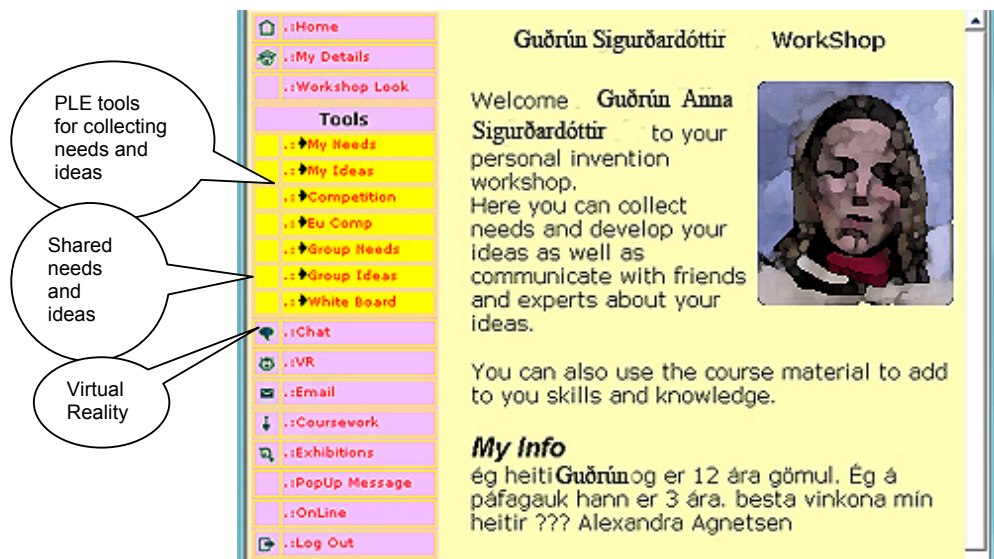 PLE tools
for collecting
needs and
ideas
Shared
needs
and
ideas
Virtual
Reality
.:Home
.:My Details
.:Workshop Look
Tools
.:My Needs
.:My Ideas
.:Competition
.:Eu Comp
.:Group Needs
.:Group Ideas
.:White Board
.:Chat
.:VR
.:Email
.:Coursework
.:Exhibitions
.:PopUp Message
.:OnLine
.:Log Out
Guðrún Sigurðardóttir WorkShop
Welcome Guðrún Anna
Sigurðardóttir to your
personal invention
workshop.
Here you can collect
needs and develop your
ideas as well as
communicate with friends
and experts about your
ideas.
You can also use the course material to add
to you skills and knowledge.
My Info
ég heiti Guðrún og er 12 ára gömul. Ég á
páfagauk hann er 3 ára. besta vinkona mín
heitir ??? Alexandra Agnetsen